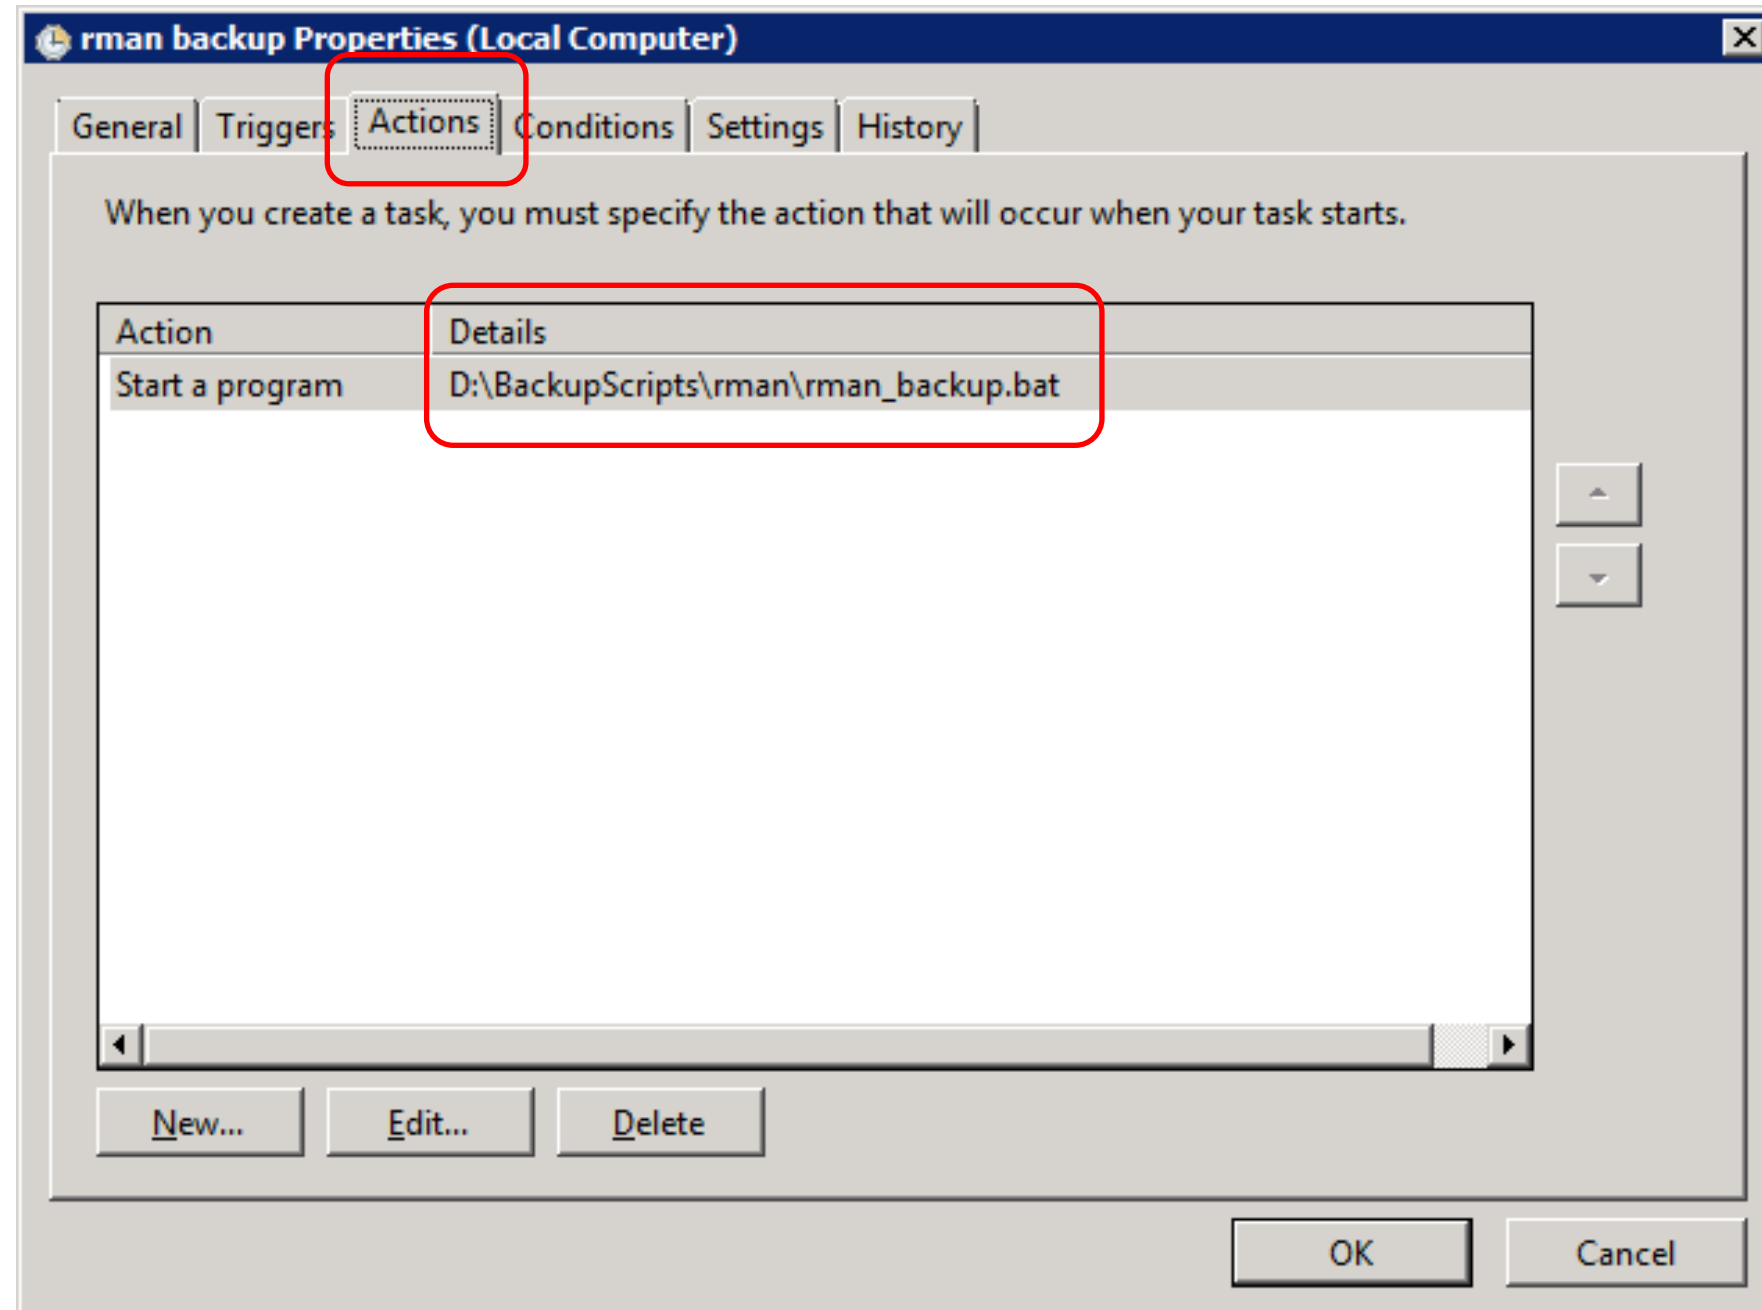 rman backup Properties (Local Computer)
General Triggers Actions Conditions Settings History
When you create a task, you must specify the action that will occur when your task starts.
Action Details
Start a program D:\BackupScripts\rman\rman_backup.bat
New... Edit... Delete
OK Cancel